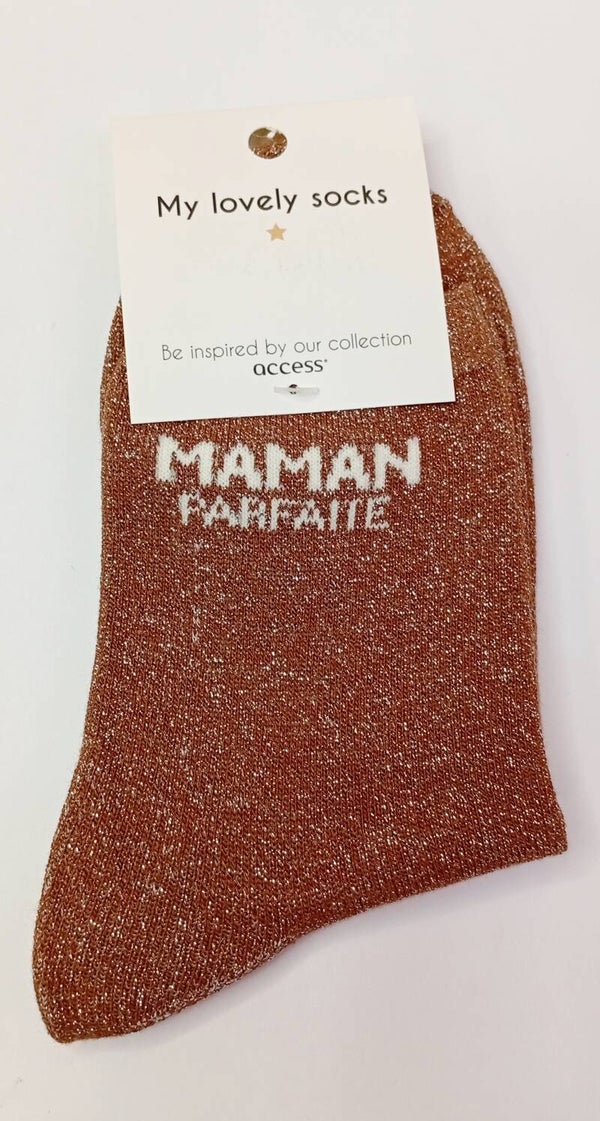 My lovely socks
Be inspired by our collection
access®
MAMAN
PARFAITE